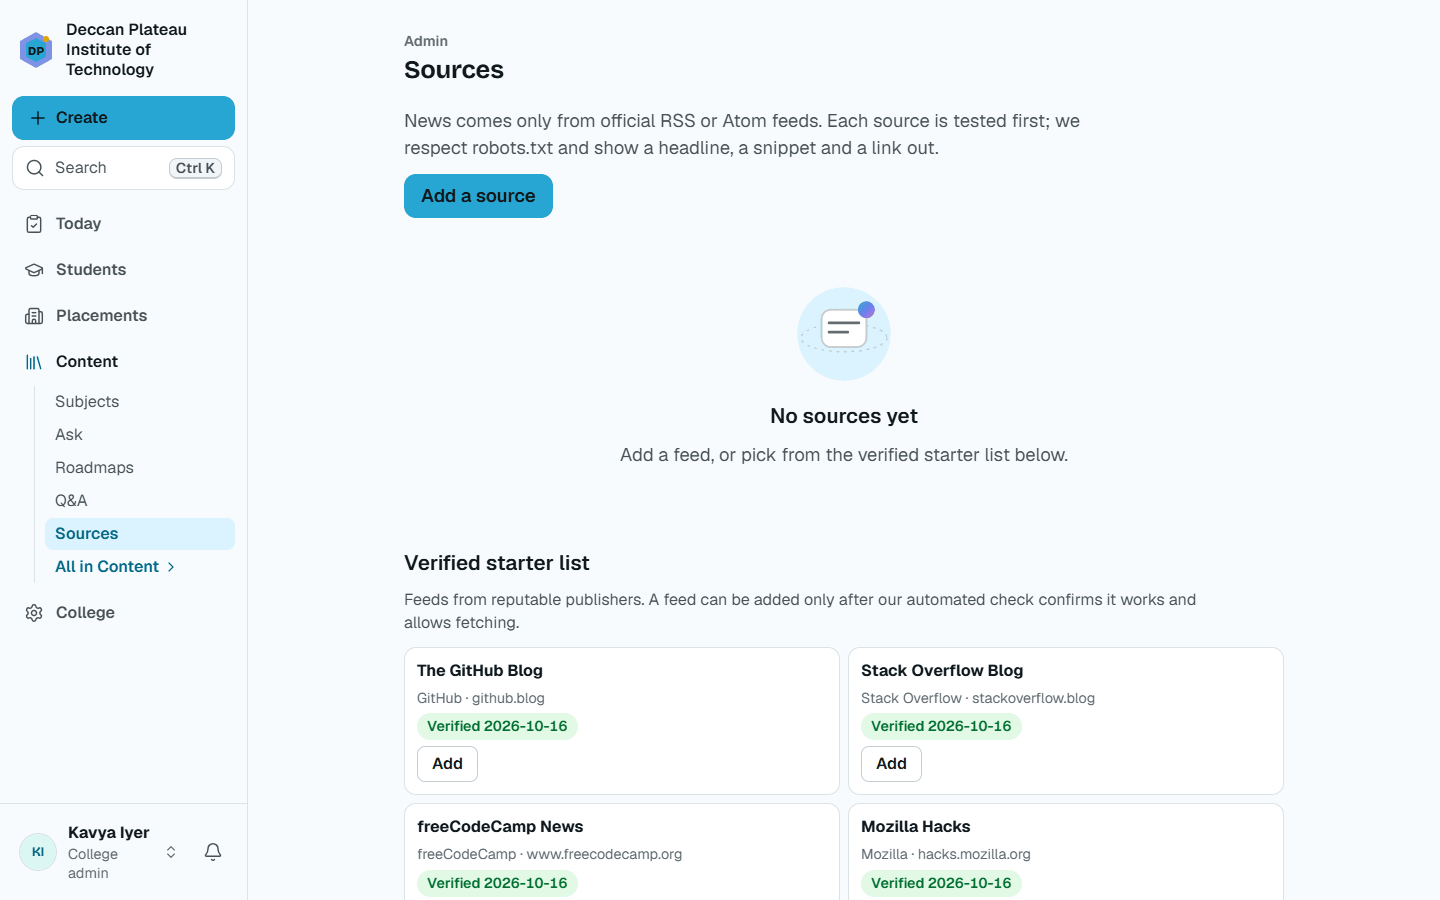 DP
Deccan Plateau
Institute of
Technology
Create
Search
Ctrl K
Today
Students
Placements
Content
Subjects
Ask
Roadmaps
Q&A
Sources
All in Content
College
KI
Kavya Iyer
College
admin
Admin
Sources
News comes only from official RSS or Atom feeds. Each source is tested first; we
respect robots.txt and show a headline, a snippet and a link out.
Add a source
No sources yet
Add a feed, or pick from the verified starter list below.
Verified starter list
Feeds from reputable publishers. A feed can be added only after our automated check confirms it works and
allows fetching.
The GitHub Blog
GitHub · github.blog
Verified 2026-10-16
Add
Stack Overflow Blog
Stack Overflow · stackoverflow.blog
Verified 2026-10-16
Add
freeCodeCamp News
freeCodeCamp · www.freecodecamp.org
Verified 2026-10-16
Mozilla Hacks
Mozilla · hacks.mozilla.org
Verified 2026-10-16